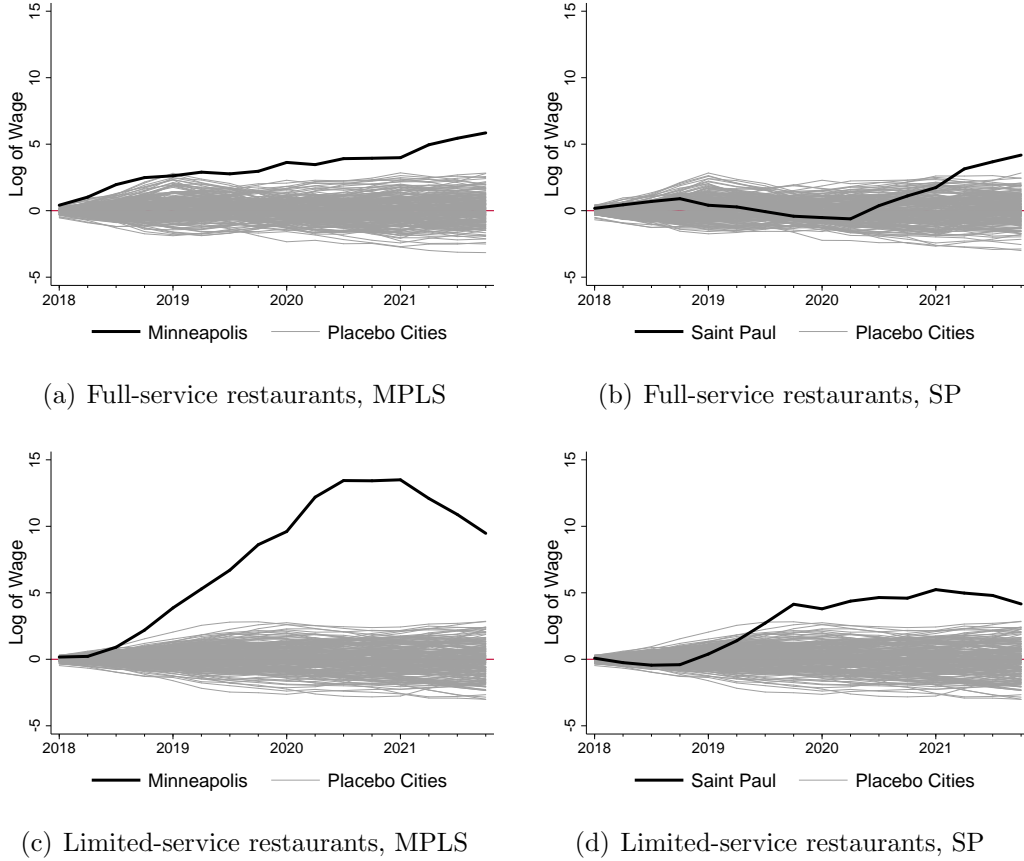 15
10
5
0
-5
Log of Wage
2018 2019 2020 2021
Minneapolis Placebo Cities
(a) Full-service restaurants, MPLS
15
10
5
0
-5
Log of Wage
2018 2019 2020 2021
Saint Paul Placebo Cities
(b) Full-service restaurants, SP
15
10
5
0
-5
Log of Wage
2018 2019 2020 2021
Minneapolis Placebo Cities
(c) Limited-service restaurants, MPLS
15
10
5
0
-5
Log of Wage
2018 2019 2020 2021
Saint Paul Placebo Cities
(d) Limited-service restaurants, SP